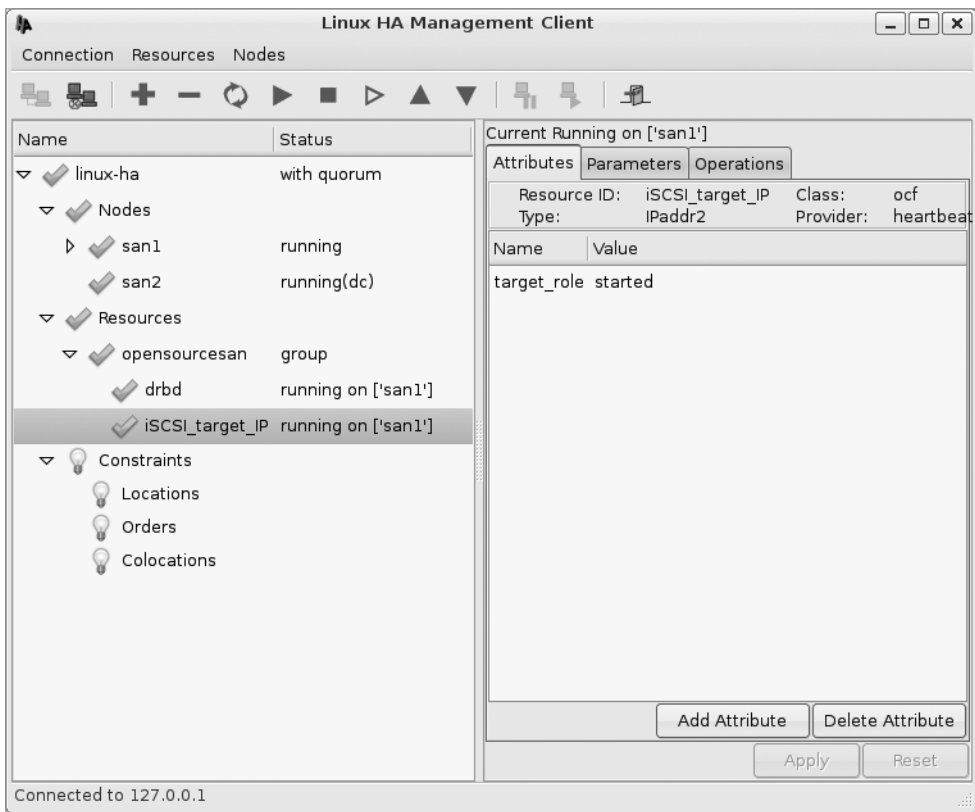 Linux HA Management Client
Connection Resources Nodes
Name Status
linux-ha with quorum
Nodes
san1 running
san2 running(dc)
Resources
opensourcesan group
drbd running on ['san1']
iSCSI_target_IP running on ['san1']
Constraints
Locations
Orders
Colocations
Current Running on ['san1']
Attributes Parameters Operations
Resource ID: iSCSI_target_IP Class: ocf
Type: IPaddr2 Provider: heartbeat
Name Value
target_role started
Add Attribute Delete Attribute
Apply Reset
Connected to 127.0.0.1